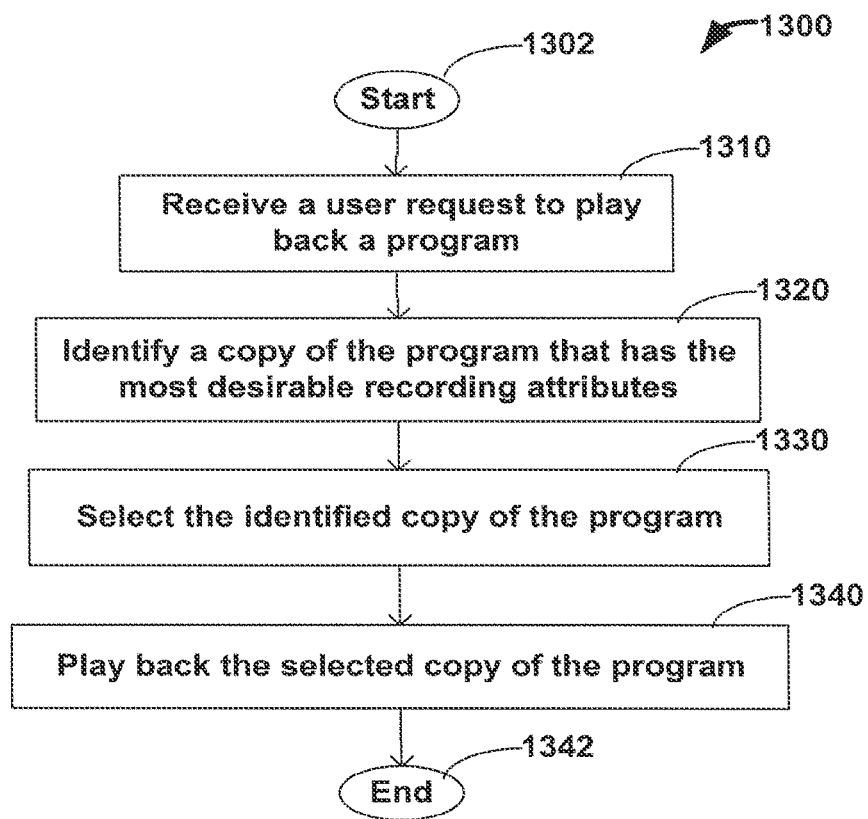 1300
1302
Start
1310
Receive a user request to play
back a program
1320
Identify a copy of the program that has the
most desirable recording attributes
1330
Select the identified copy of the program
1340
Play back the selected copy of the program
1342
End